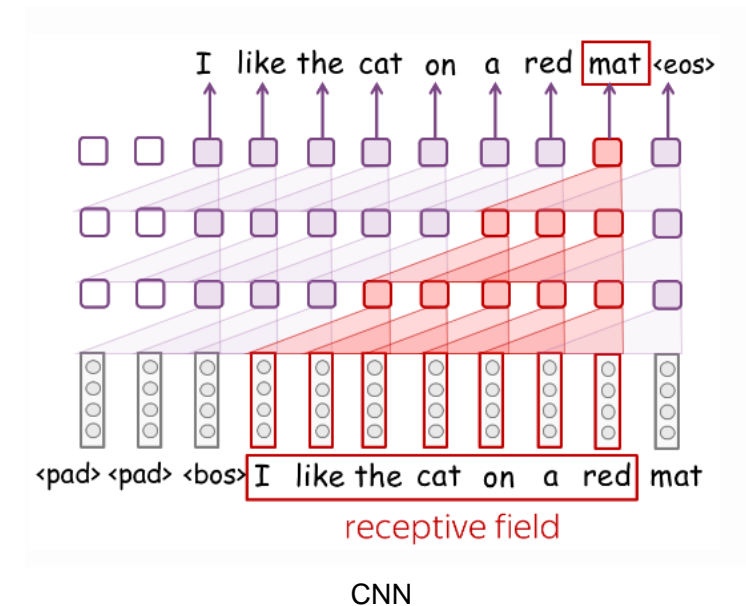 I like the cat on a red mat <eos>
<pad> <pad> <bos> I like the cat on a red mat
receptive field
CNN